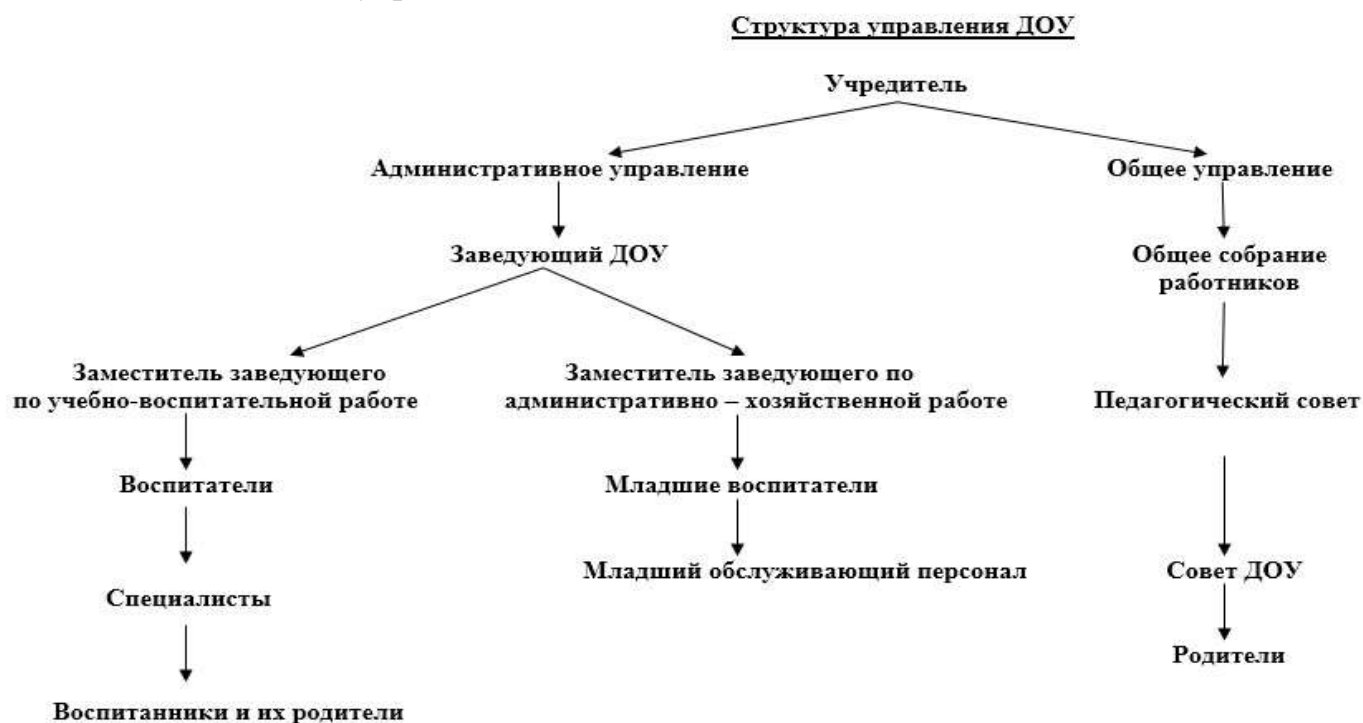 Структура управления ДОУ
Учредитель
Административное управление
Общее управление
Заведующий ДОУ
Общее собрание
работников
Заместитель заведующего
по учебно-воспитательной работе
Заместитель заведующего по
административно – хозяйственной работе
Педагогический совет
Воспитатели
Младшие воспитатели
Младший обслуживающий персонал
Совет ДОУ
Специалисты
Родители
Воспитанники и их родители